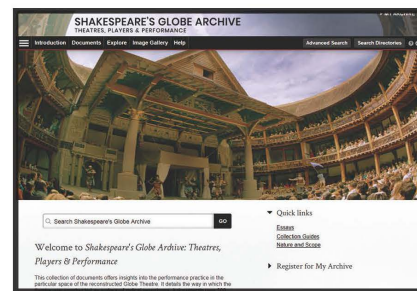 SHAKESPEARE'S GLOBE ARCHIVE
THEATRES, PLAYERS & PERFORMANCE
Introduction Documents Explore Image Gallery Help
Advanced Search Search Directories
Search Shakespeare's Globe Archive GO
Welcome to Shakespeare's Globe Archive: Theatres,
Players & Performance
This collection of documents offers insights into the performance practice in the
particular space of the reconstructed Globe Theatre. It details the way in which the
Quick links
Essays
Collection Guides
Nature and Scope
Register for My Archive